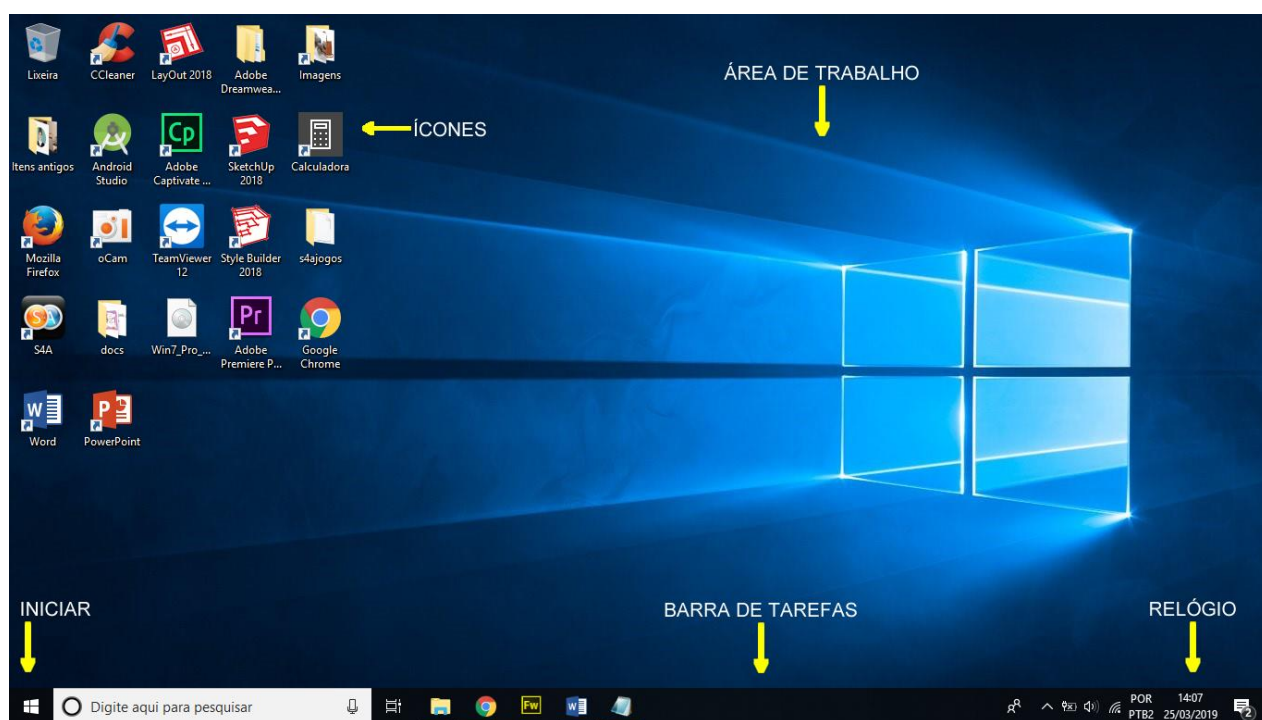 Lixeira
CCleaner
LayOut 2018
Adobe
Dreamwea...
Imagens
ÁREA DE TRABALHO
Itens antigos
Android
Studio
Cp
Adobe
Captivate ...
SketchUp
2018
Calculadora
ÍCONES
Mozilla
Firefox
oCam
TeamViewer
12
Style Builder
2018
s4ajogos
S4A
docs
Win7_Pro_...
Pr
Adobe
Premiere P...
Google
Chrome
W
Word
P
PowerPoint
INICIAR
BARRA DE TAREFAS
RELÓGIO
Digite aqui para pesquisar
Fw
W
POR
PTB2
14:07
25/03/2019
2